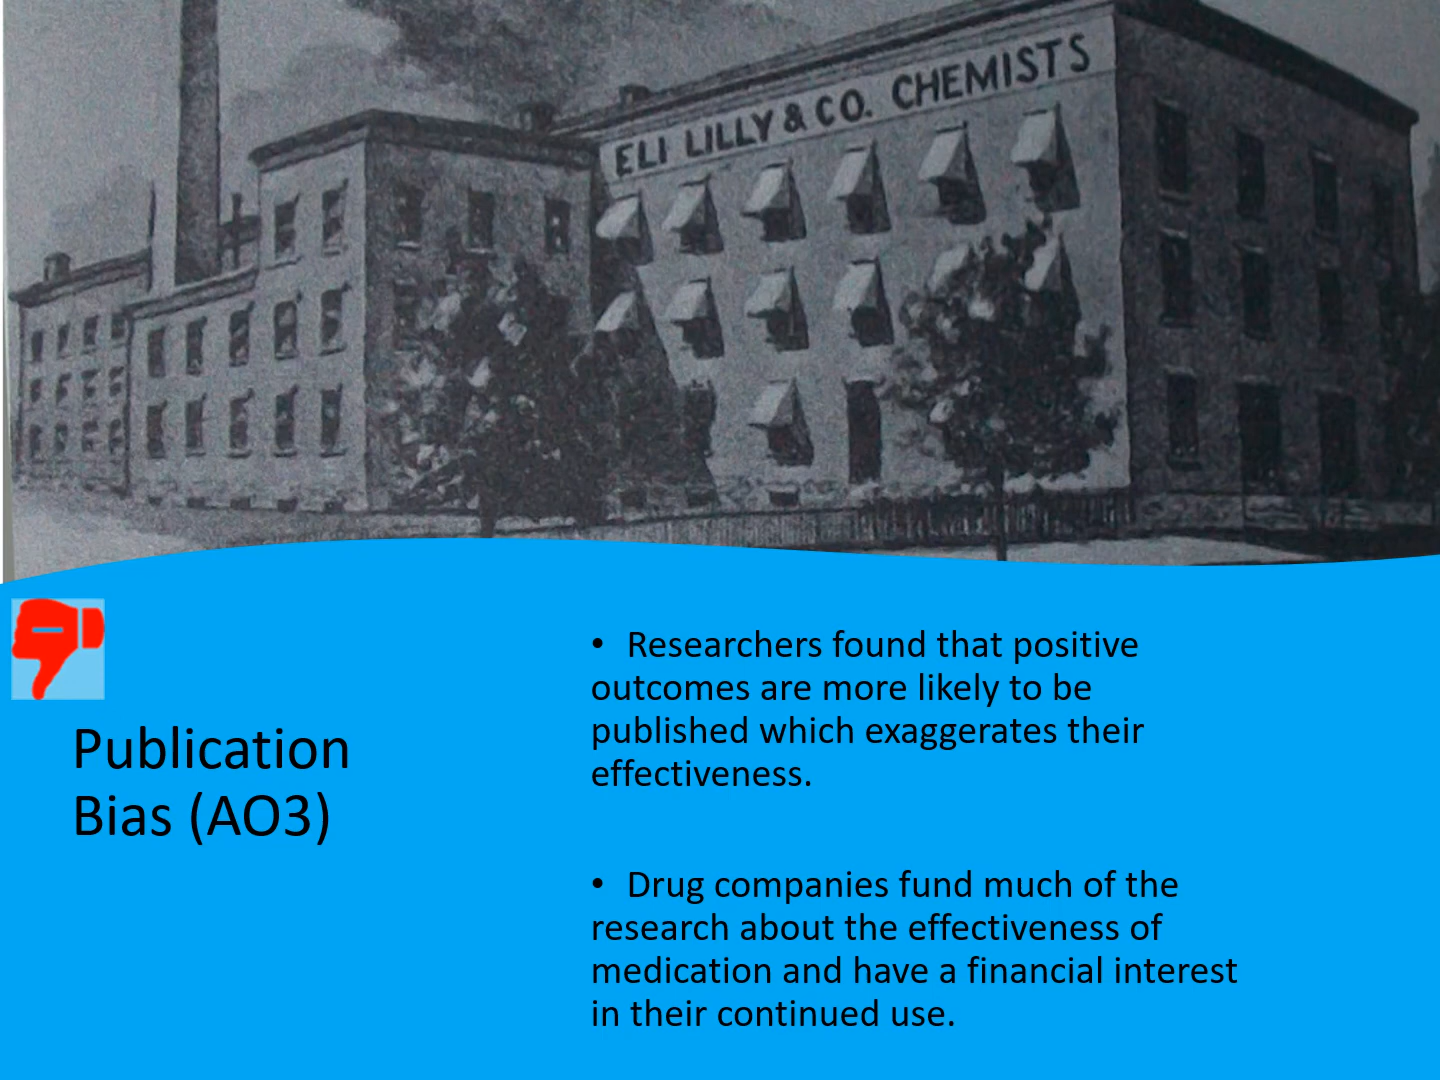 ELI LILLY & CO. CHEMISTS
Publication
Bias (AO3)
• Researchers found that positive
outcomes are more likely to be
published which exaggerates their
effectiveness.
• Drug companies fund much of the
research about the effectiveness of
medication and have a financial interest
in their continued use.